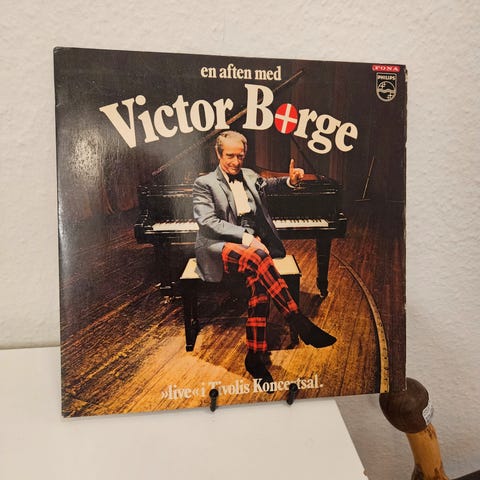 en aften med
FONA
PHILIPS
Victor Borge
»live« i Tivolis Koncertsal.